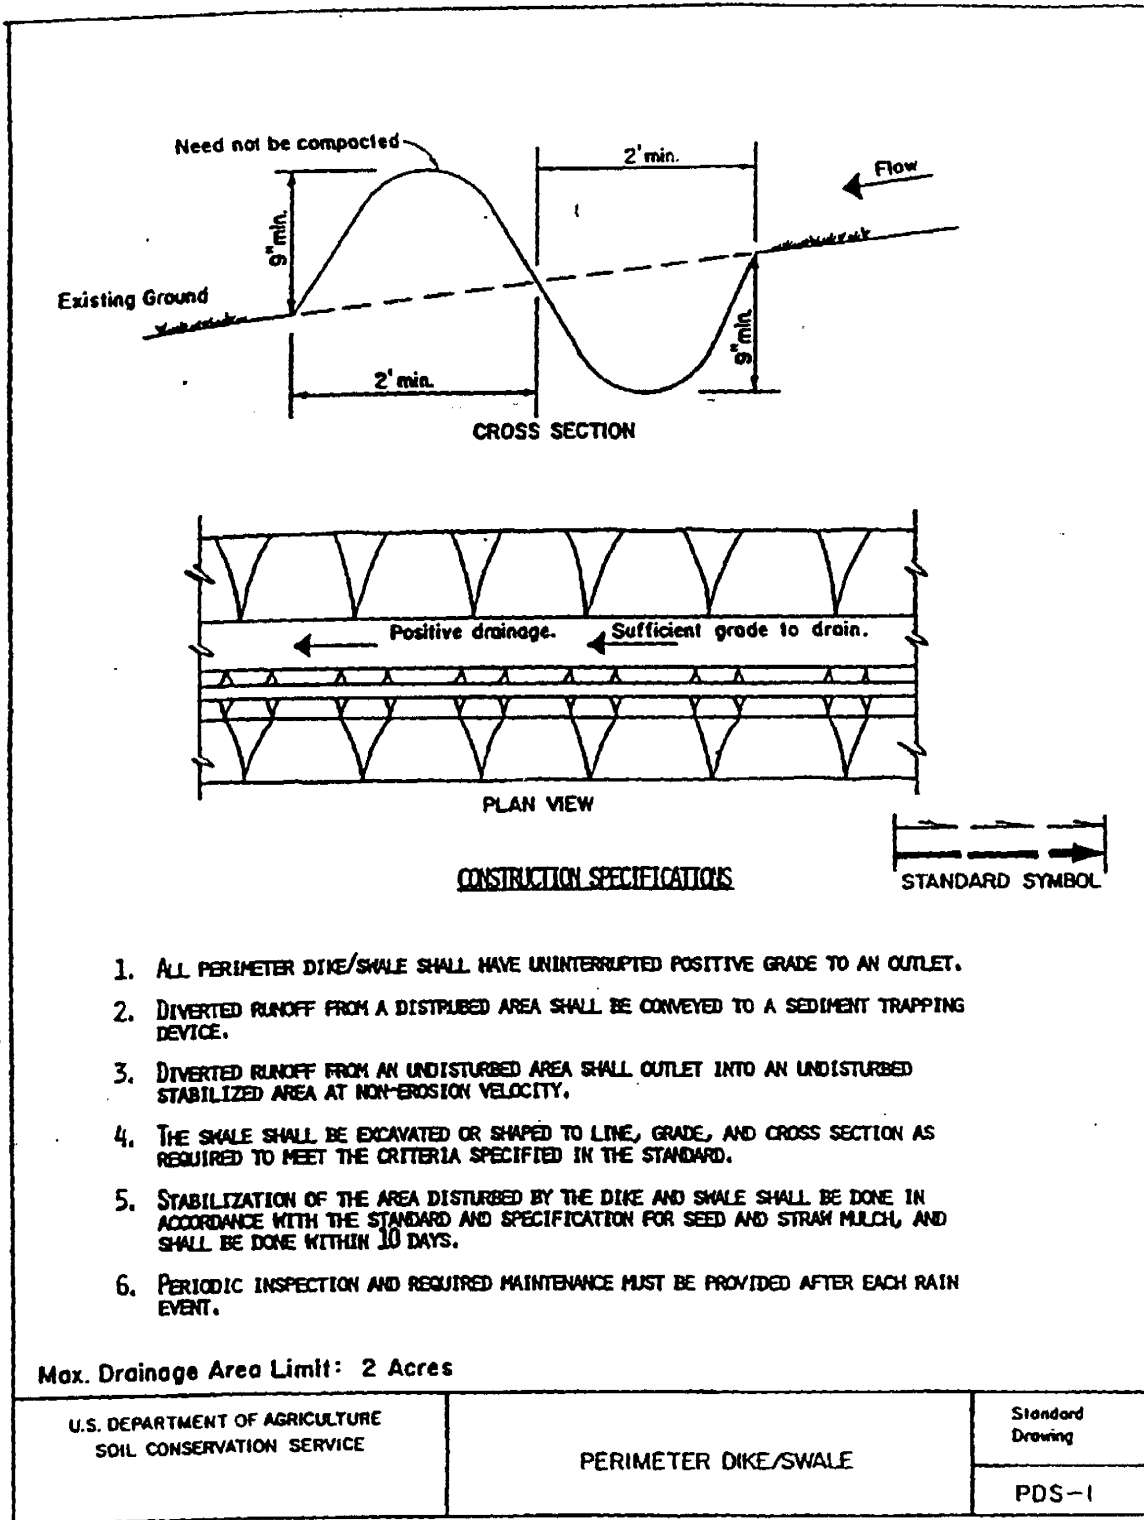 Need not be compacted
2' min.
Flow
9" min.
Existing Ground
9" min.
2' min.
CROSS SECTION
Positive drainage.
Sufficient grade to drain.
PLAN VIEW
STANDARD SYMBOL
CONSTRUCTION SPECIFICATIONS
1. ALL PERIMETER DIKE/SWALE SHALL HAVE UNINTERRUPTED POSITIVE GRADE TO AN OUTLET.
2. DIVERTED RUNOFF FROM A DISTRUBED AREA SHALL BE CONVEYED TO A SEDIMENT TRAPPING
DEVICE.
3. DIVERTED RUNOFF FROM AN UNDISTURBED AREA SHALL OUTLET INTO AN UNDISTURBED
STABILIZED AREA AT NON-EROSION VELOCITY.
4. THE SWALE SHALL BE EXCAVATED OR SHAPED TO LINE, GRADE, AND CROSS SECTION AS
REQUIRED TO MEET THE CRITERIA SPECIFIED IN THE STANDARD.
5. STABILIZATION OF THE AREA DISTURBED BY THE DIKE AND SWALE SHALL BE DONE IN
ACCORDANCE WITH THE STANDARD AND SPECIFICATION FOR SEED AND STRAW MULCH, AND
SHALL BE DONE WITHIN 10 DAYS.
6. PERIODIC INSPECTION AND REQUIRED MAINTENANCE MUST BE PROVIDED AFTER EACH RAIN
EVENT.
Max. Drainage Area Limit: 2 Acres
U.S. DEPARTMENT OF AGRICULTURE
SOIL CONSERVATION SERVICE
PERIMETER DIKE/SWALE
Standard
Drawing
PDS-1